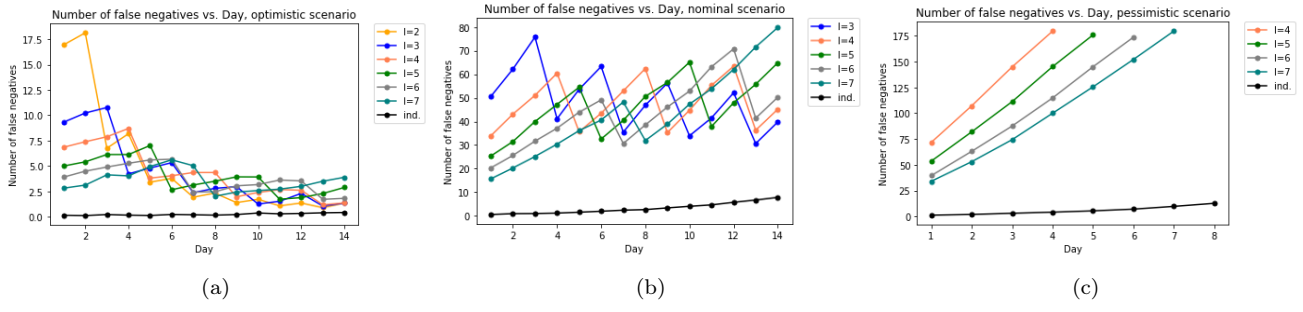 Number of false negatives vs. Day, optimistic scenario
Number of false negatives
17.5
15.0
12.5
10.0
7.5
5.0
2.5
0.0
2
4
6
8
10
12
14
Day
l=2
l=3
l=4
l=5
l=6
l=7
ind.
(a)
Number of false negatives vs. Day, nominal scenario
Number of false negatives
80
70
60
50
40
30
20
10
0
2
4
6
8
10
12
14
Day
l=3
l=4
l=5
l=6
l=7
ind.
(b)
Number of false negatives vs. Day, pessimistic scenario
Number of false negatives
175
150
125
100
75
50
25
0
1
2
3
4
5
6
7
8
Day
l=4
l=5
l=6
l=7
ind.
(c)